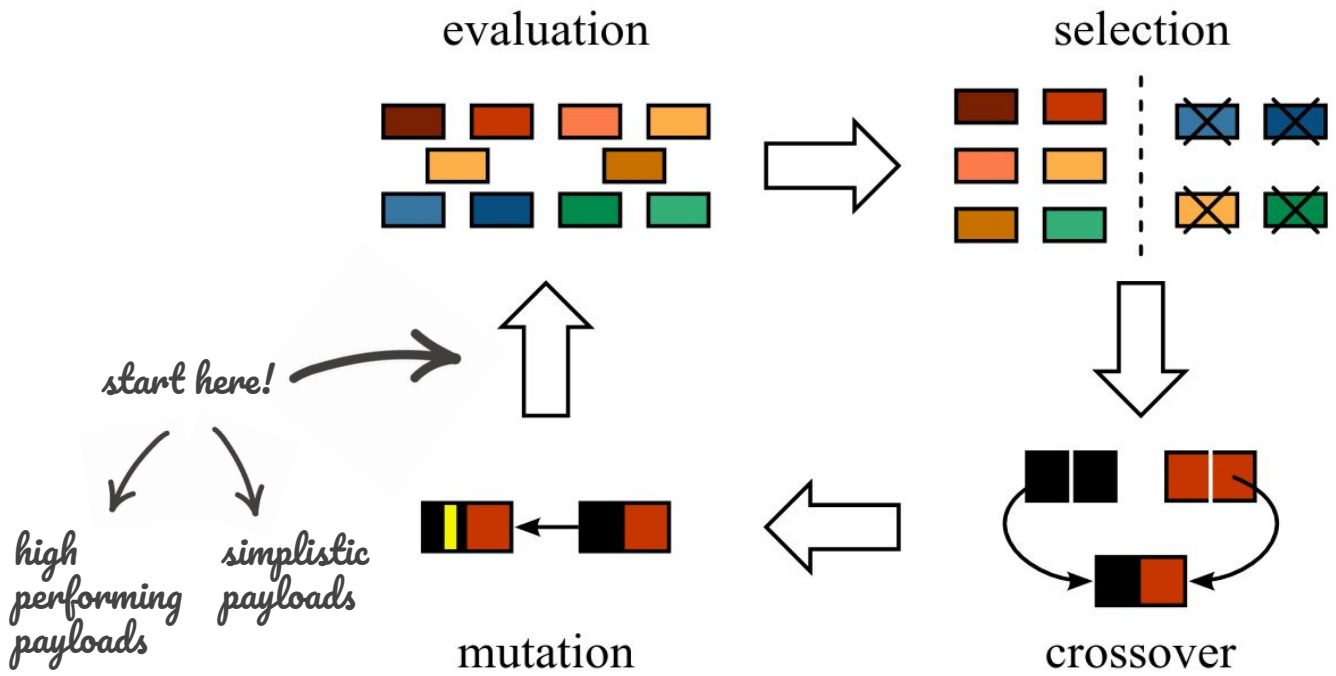 evaluation
selection
start here!
high
performing
payloads
simplistic
payloads
mutation
crossover